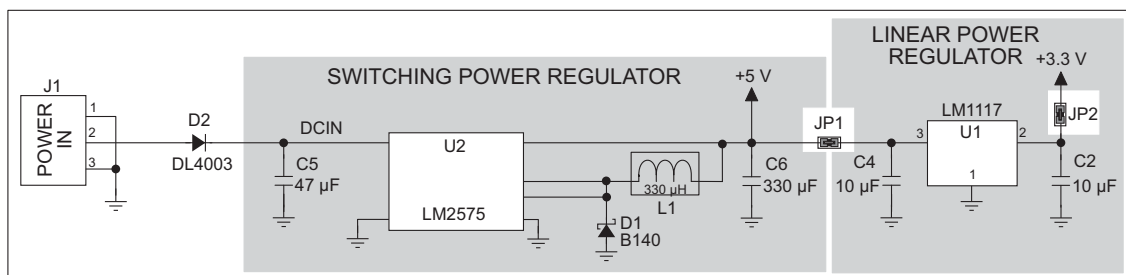 LINEAR POWER
REGULATOR
SWITCHING POWER REGULATOR
+3.3 V
+5 V
J1
POWER
IN
1
2
3
D2
DL4003
DCIN
C5
47 µF
U2
LM2575
330 µH
L1
D1
B140
C6
330 µF
JP1
C4
10 µF
LM1117
U1
3
2
1
JP2
C2
10 µF